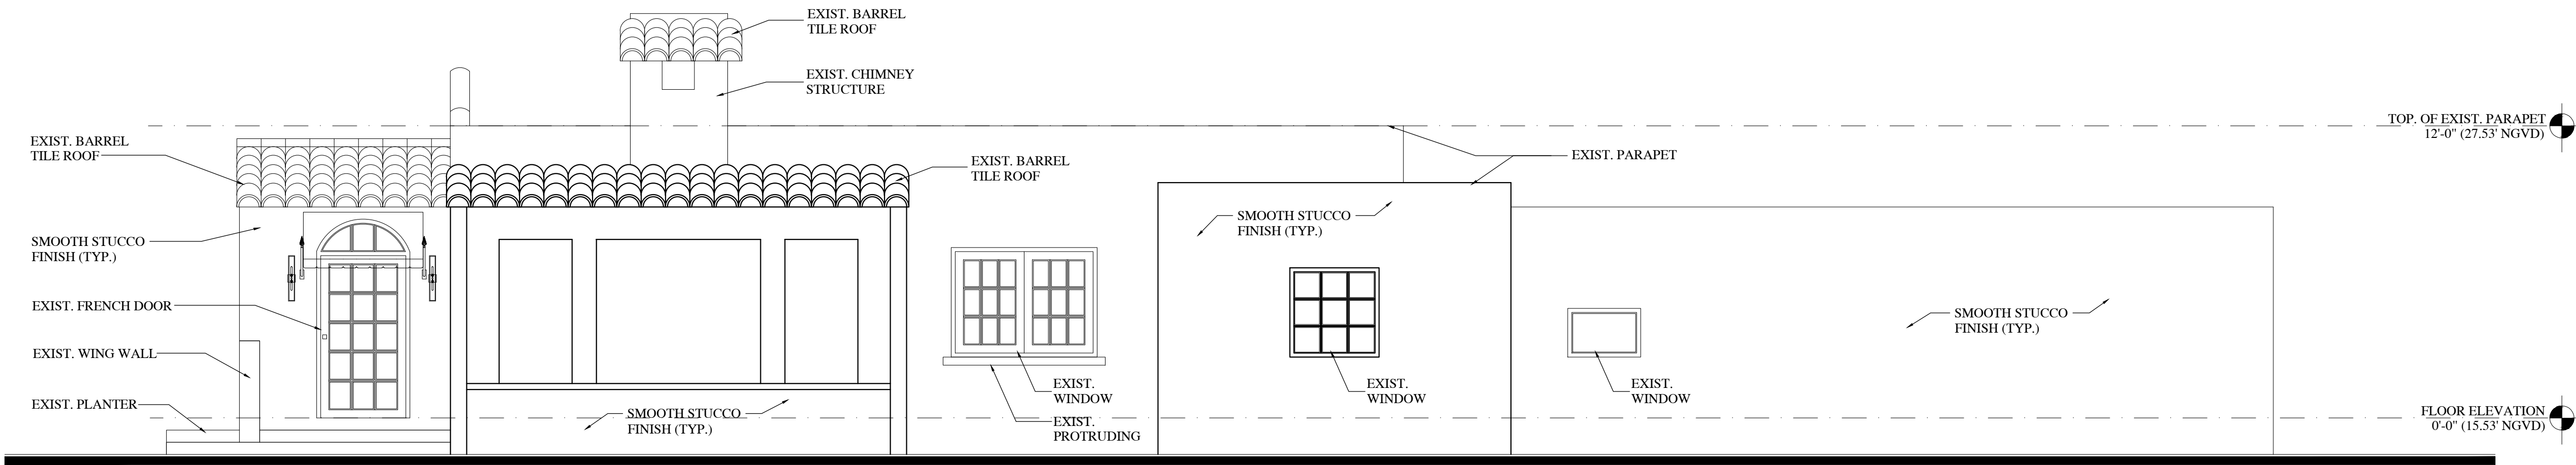 EXIST. BARREL
TILE ROOF
EXIST. CHIMNEY
STRUCTURE
TOP. OF EXIST. PARAPET
12'-0" (27.53' NGVD)
EXIST. BARREL
TILE ROOF
EXIST. BARREL
TILE ROOF
EXIST. PARAPET
SMOOTH STUCCO
FINISH (TYP.)
SMOOTH STUCCO
FINISH (TYP.)
EXIST. FRENCH DOOR
SMOOTH STUCCO
FINISH (TYP.)
EXIST. WING WALL
EXIST.
WINDOW
EXIST.
WINDOW
EXIST.
WINDOW
EXIST. PLANTER
SMOOTH STUCCO
FINISH (TYP.)
EXIST.
PROTRUDING
FLOOR ELEVATION
0'-0" (15.53' NGVD)